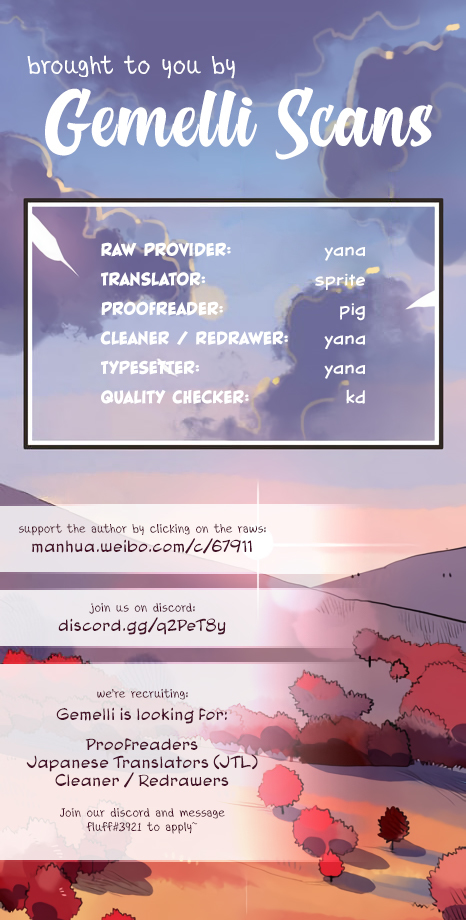 brought to you by
Gemelli Scans
RAW PROVIDER: yana
TRANSLATOR: sprite
PROOFREADER: pig
CLEANER / REDRAWER: yana
TYPESETTER: yana
QUALITY CHECKER: kd
support the author by clicking on the raws:
manhua.weibo.com/c/67911
join us on discord:
discord.gg/q2PeT8y
we're recruiting:
Gemelli is looking for:
Proofreaders
Japanese Translators (JTL)
Cleaner / Redrawers
Join our discord and message
fluff#3921 to apply~